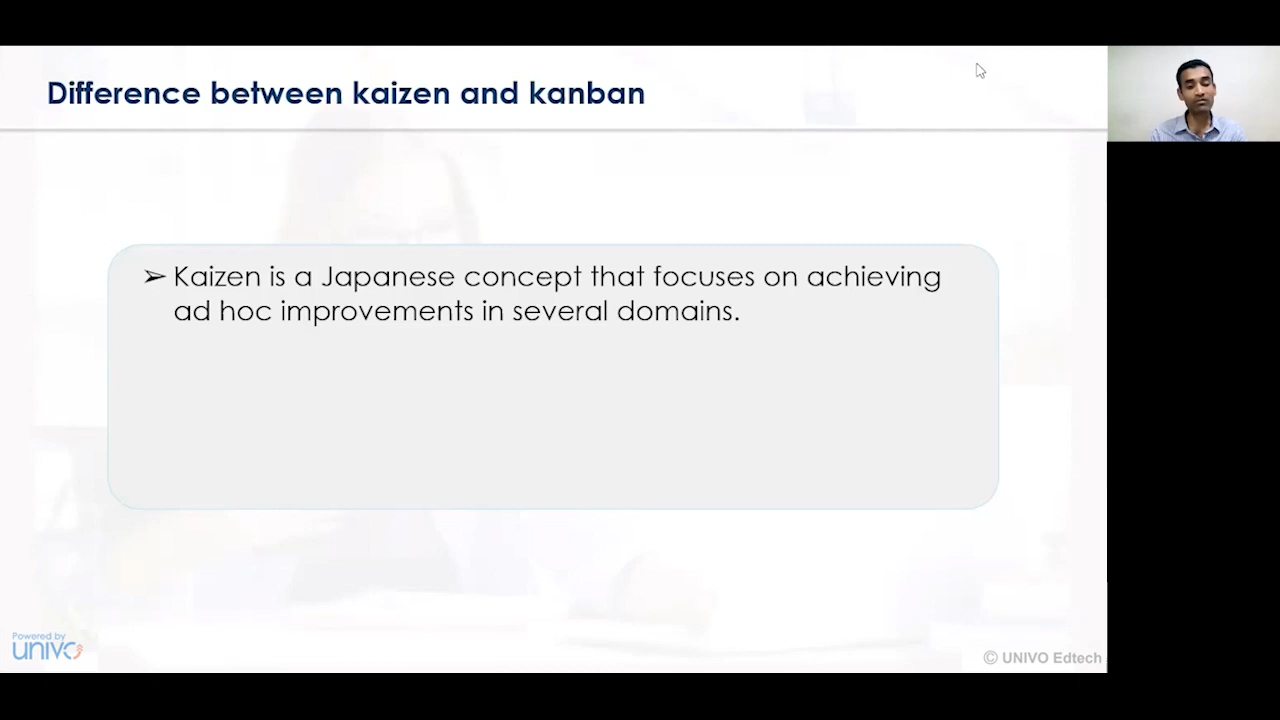 Difference between kaizen and kanban
➢ Kaizen is a Japanese concept that focuses on achieving
ad hoc improvements in several domains.
Powered by
univo
© UNIVO Edtech